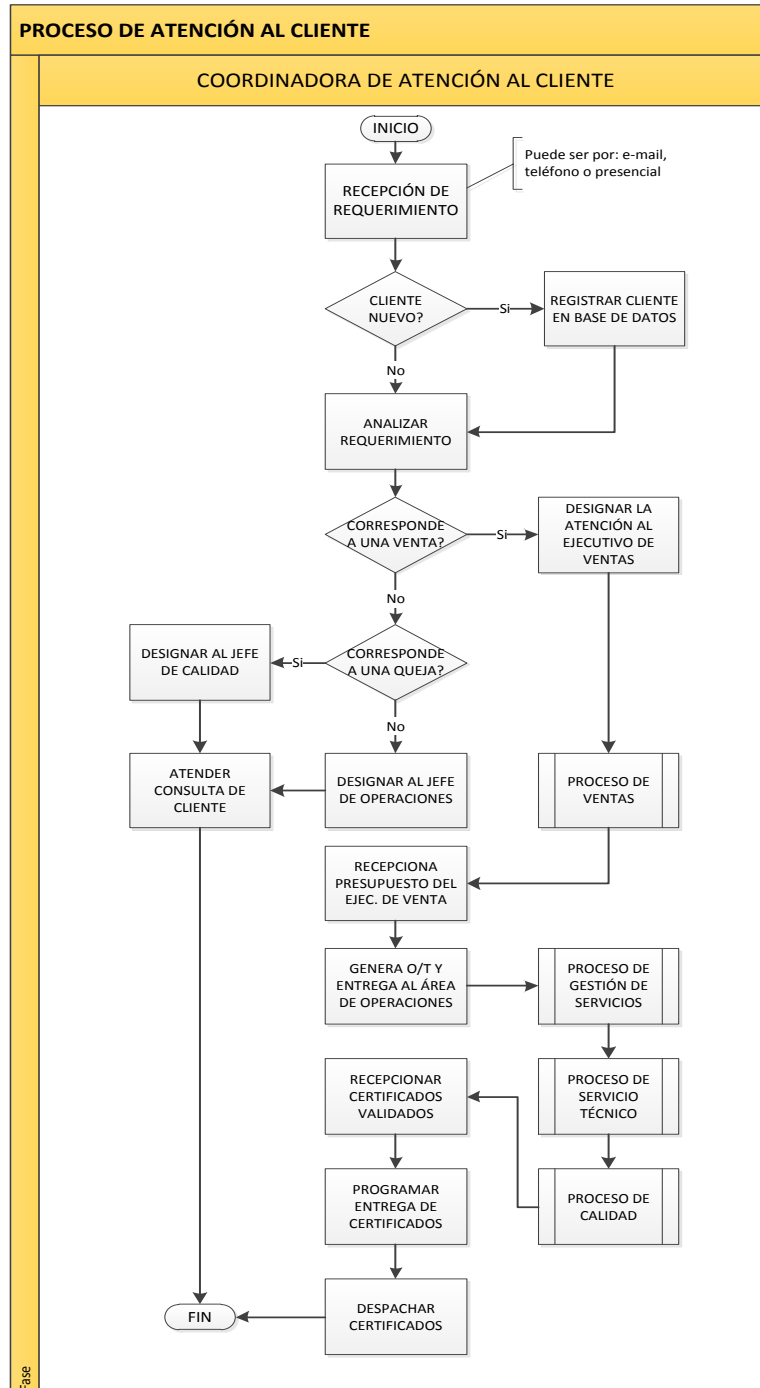 PROCESO DE ATENCIÓN AL CLIENTE
COORDINADORA DE ATENCIÓN AL CLIENTE
INICIO
Puede ser por: e-mail,
teléfono o presencial
RECEPCIÓN DE
REQUERIMIENTO
CLIENTE
NUEVO?
Si
REGISTRAR CLIENTE
EN BASE DE DATOS
No
ANALIZAR
REQUERIMIENTO
CORRESPONDE
A UNA VENTA?
Si
DESIGNAR LA
ATENCIÓN AL
EJECUTIVO DE
VENTAS
No
CORRESPONDE
A UNA QUEJA?
Si
DESIGNAR AL JEFE
DE CALIDAD
No
ATENDER
CONSULTA DE
CLIENTE
DESIGNAR AL JEFE
DE OPERACIONES
PROCESO DE
VENTAS
RECEPCIONA
PRESUPUESTO DEL
EJEC. DE VENTA
GENERA O/T Y
ENTREGA AL ÁREA
DE OPERACIONES
PROCESO DE
GESTIÓN DE
SERVICIOS
RECEPCIONAR
CERTIFICADOS
VALIDADOS
PROCESO DE
SERVICIO
TÉCNICO
PROGRAMAR
ENTREGA DE
CERTIFICADOS
PROCESO DE
CALIDAD
DESPACHAR
CERTIFICADOS
FIN
Fase